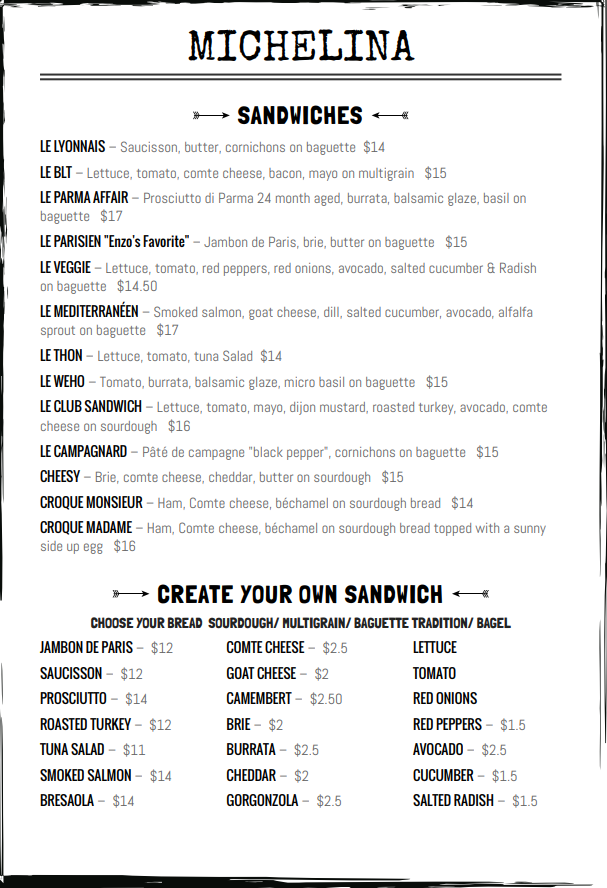 MICHELINA
SANDWICHES
LE LYONNAIS – Saucisson, butter, cornichons on baguette $14
LE BLT – Lettuce, tomato, comte cheese, bacon, mayo on multigrain $15
LE PARMA AFFAIR – Prosciutto di Parma 24 month aged, burrata, balsamic glaze, basil on
baguette $17
LE PARISIEN "Enzo's Favorite" – Jambon de Paris, brie, butter on baguette $15
LE VEGGIE – Lettuce, tomato, red peppers, red onions, avocado, salted cucumber & Radish
on baguette $14.50
LE MEDITERRANÉEN – Smoked salmon, goat cheese, dill, salted cucumber, avocado, alfalfa
sprout on baguette $17
LE THON – Lettuce, tomato, tuna Salad $14
LE WEHO – Tomato, burrata, balsamic glaze, micro basil on baguette $15
LE CLUB SANDWICH – Lettuce, tomato, mayo, dijon mustard, roasted turkey, avocado, comte
cheese on sourdough $16
LE CAMPAGNARD – Pâté de campagne "black pepper", cornichons on baguette $15
CHEESY – Brie, comte cheese, cheddar, butter on sourdough $15
CROQUE MONSIEUR – Ham, Comte cheese, béchamel on sourdough bread $14
CROQUE MADAME – Ham, Comte cheese, béchamel on sourdough bread topped with a sunny
side up egg $16
CREATE YOUR OWN SANDWICH
CHOOSE YOUR BREAD SOURDOUGH/ MULTIGRAIN/ BAGUETTE TRADITION/ BAGEL
JAMBON DE PARIS – $12
SAUCISSON – $12
PROSCIUTTO – $14
ROASTED TURKEY – $12
TUNA SALAD – $11
SMOKED SALMON – $14
BRESAOLA – $14
COMTE CHEESE – $2.5
GOAT CHEESE – $2
CAMEMBERT – $2.50
BRIE – $2
BURRATA – $2.5
CHEDDAR – $2
GORGONZOLA – $2.5
LETTUCE
TOMATO
RED ONIONS
RED PEPPERS – $1.5
AVOCADO – $2.5
CUCUMBER – $1.5
SALTED RADISH – $1.5